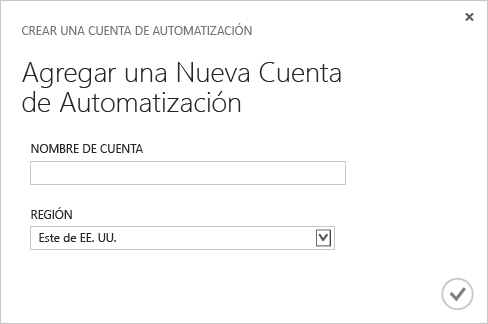 CREAR UNA CUENTA DE AUTOMATIZACIÓN
Agregar una Nueva Cuenta
de Automatización
NOMBRE DE CUENTA
REGIÓN
Este de EE. UU.